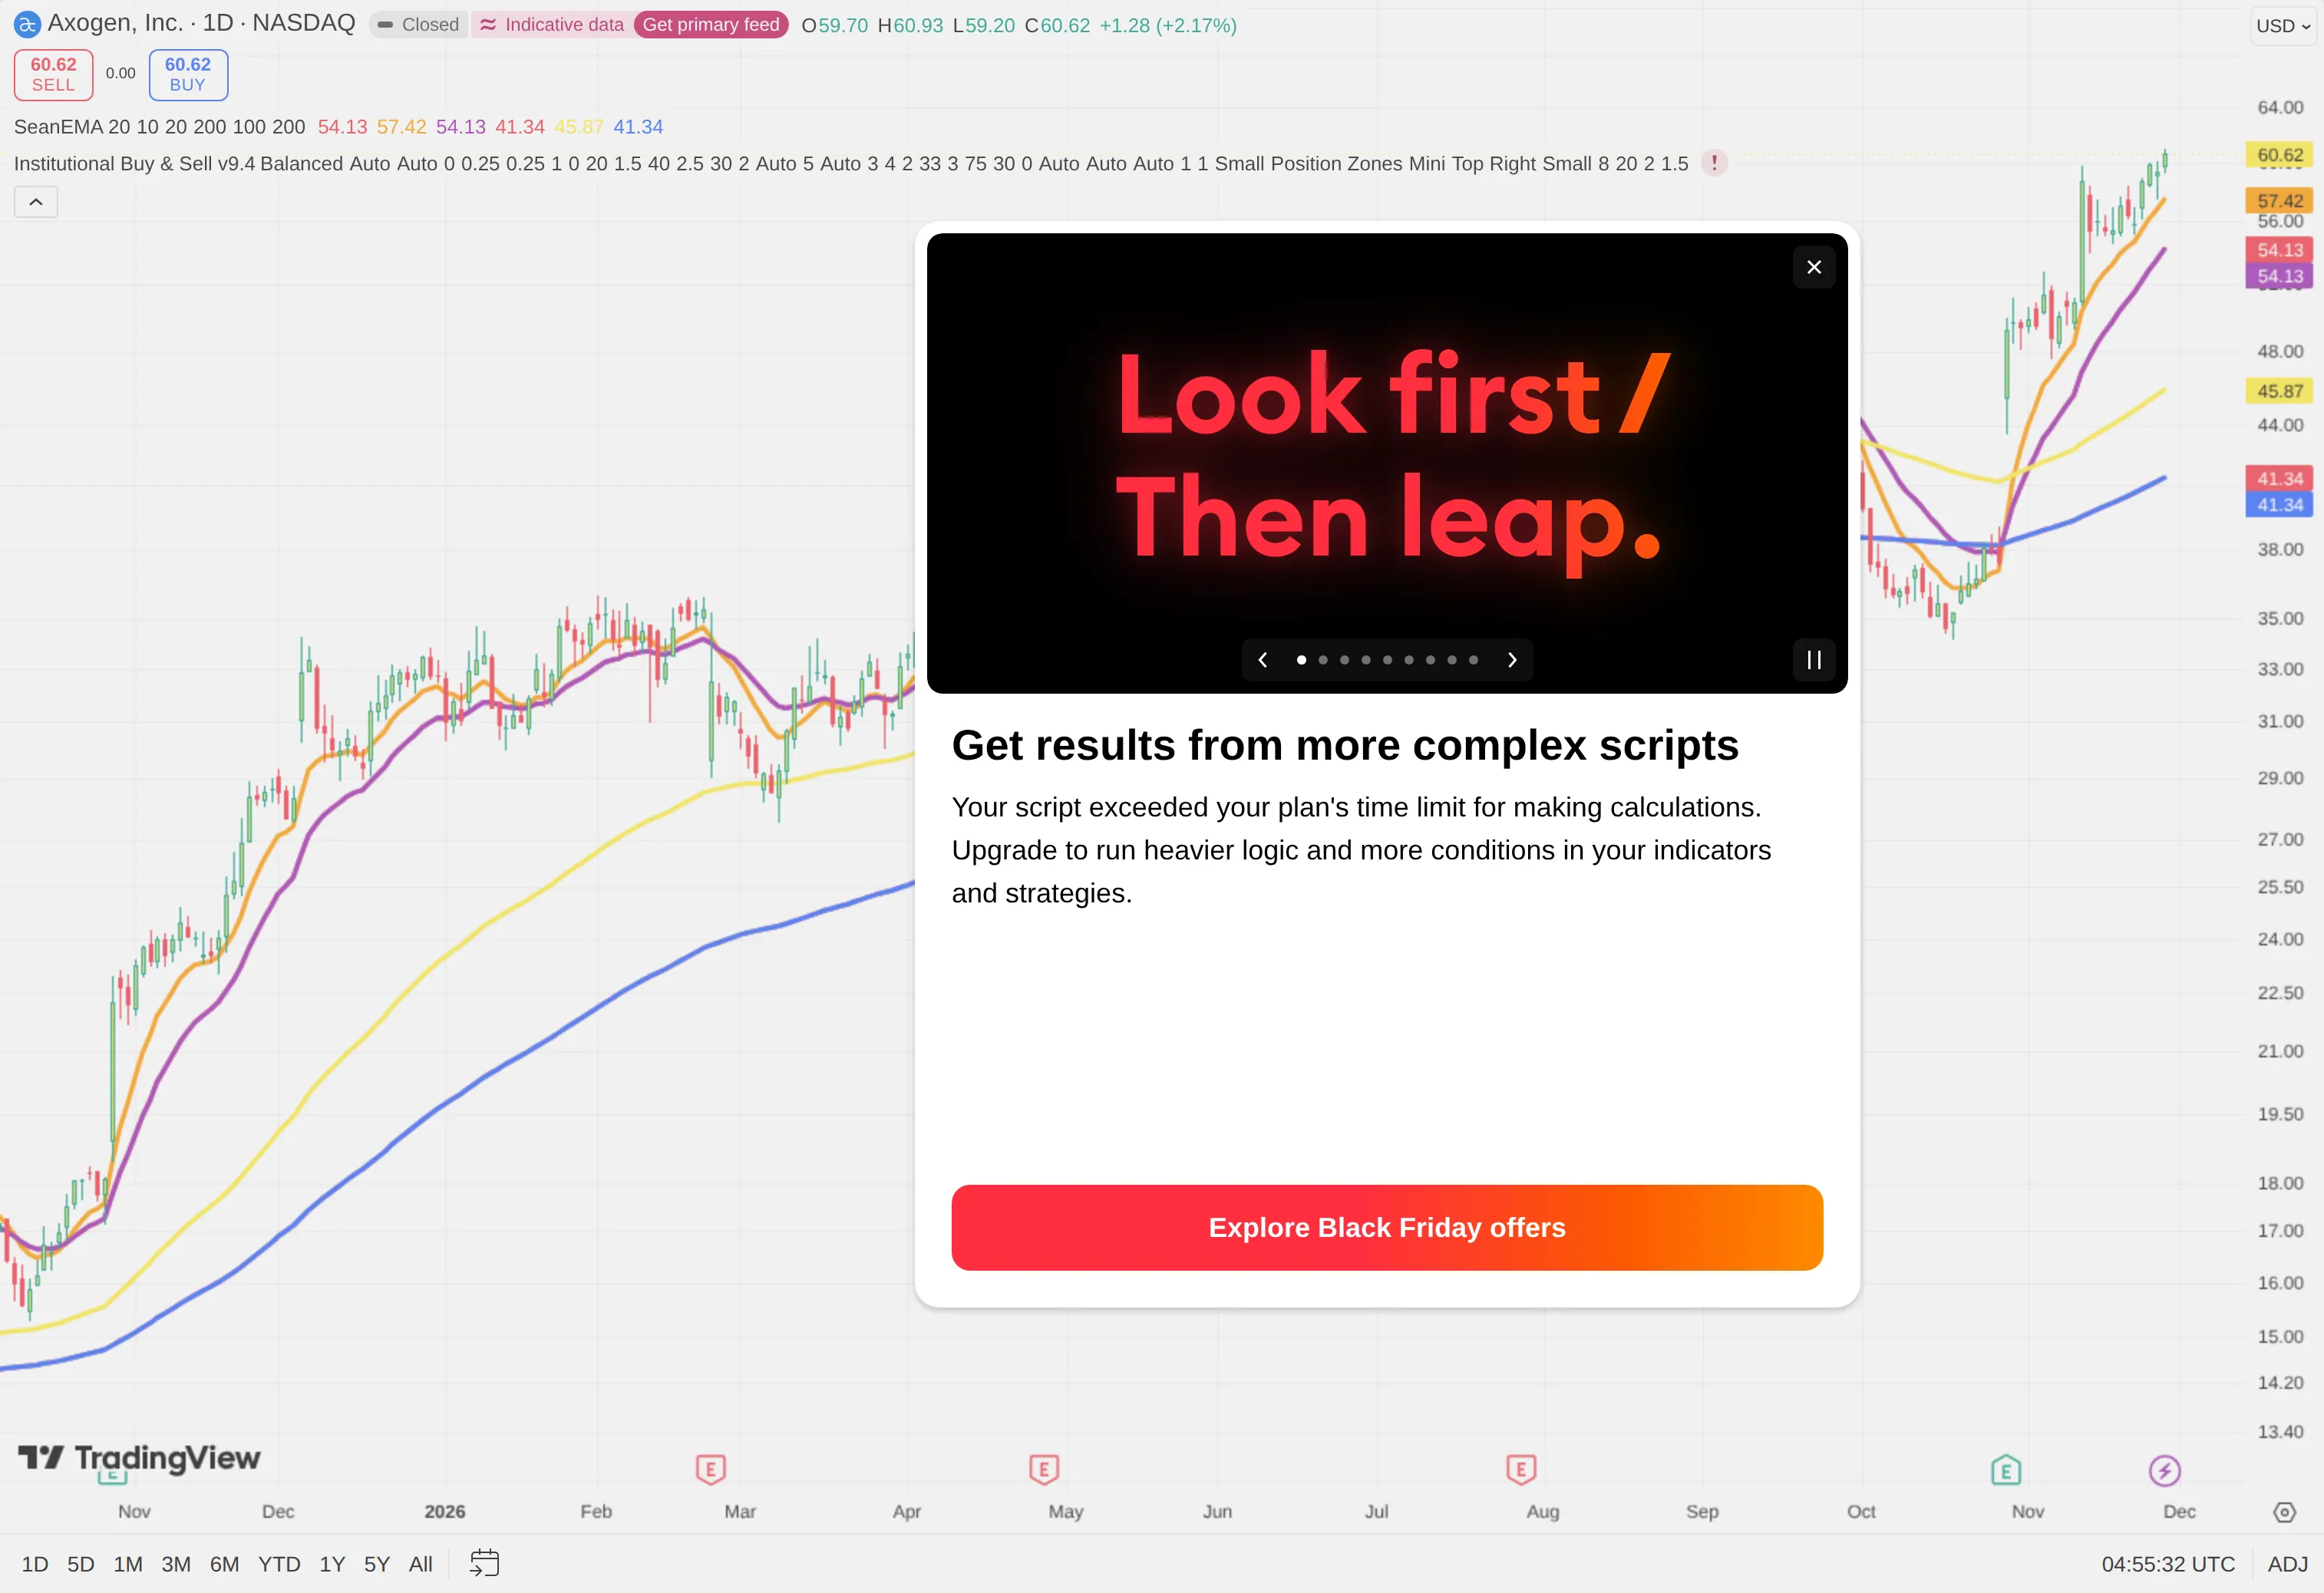 Axogen, Inc. · 1D · NASDAQ Closed Indicative data Get primary feed O59.70 H60.93 L59.20 C60.62 +1.28 (+2.17%)
USD
60.62 SELL 0.00 60.62 BUY
SeanEMA 20 10 20 200 100 200 54.13 57.42 54.13 41.34 45.87 41.34
Institutional Buy & Sell v9.4 Balanced Auto Auto 0 0.25 0.25 1 0 20 1.5 40 2.5 30 2 Auto 5 Auto 3 4 2 33 3 75 30 0 Auto Auto Auto 1 1 Small Position Zones Mini Top Right Small 8 20 2 1.5 !
64.00
60.62
57.42
56.00
54.13
54.13
48.00
45.87
44.00
41.34
41.34
38.00
35.00
33.00
31.00
29.00
27.00
25.50
24.00
22.50
21.00
19.50
18.00
17.00
16.00
15.00
14.20
13.40
Look first /
Then leap.
Get results from more complex scripts
Your script exceeded your plan's time limit for making calculations.
Upgrade to run heavier logic and more conditions in your indicators
and strategies.
Explore Black Friday offers
TradingView
E E E E E
Nov Dec 2026 Feb Mar Apr May Jun Jul Aug Sep Oct Nov Dec
1D 5D 1M 3M 6M YTD 1Y 5Y All 04:55:32 UTC ADJ